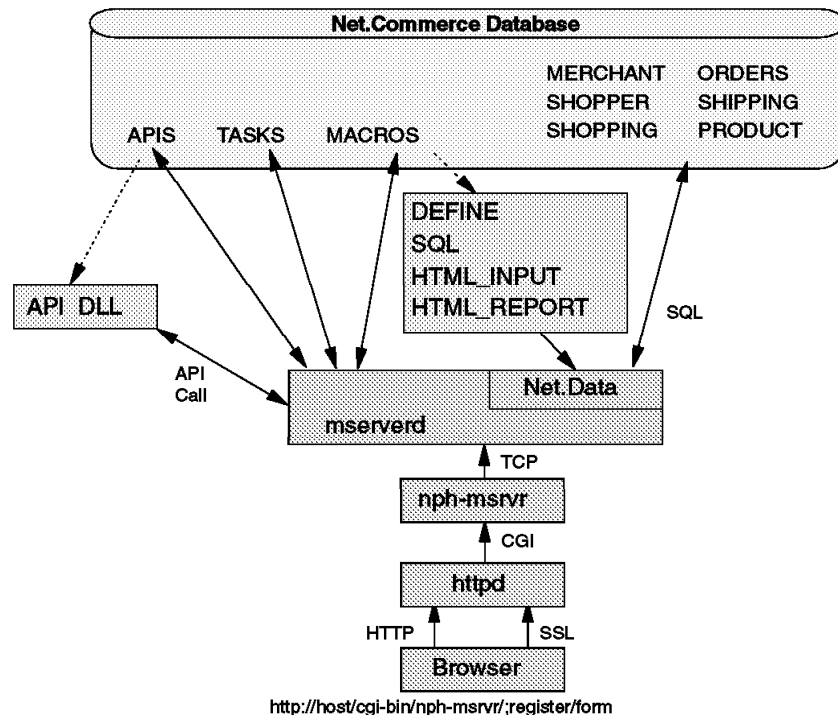 Net.Commerce Database
MERCHANT ORDERS
SHOPPER SHIPPING
SHOPPING PRODUCT
APIS TASKS MACROS
DEFINE
SQL
HTML_INPUT
HTML_REPORT
API DLL
SQL
API
Call
Net.Data
mserverd
TCP
nph-msrvr
CGI
httpd
HTTP SSL
Browser
http://host/cgi-bin/nph-msrvr/;register/form